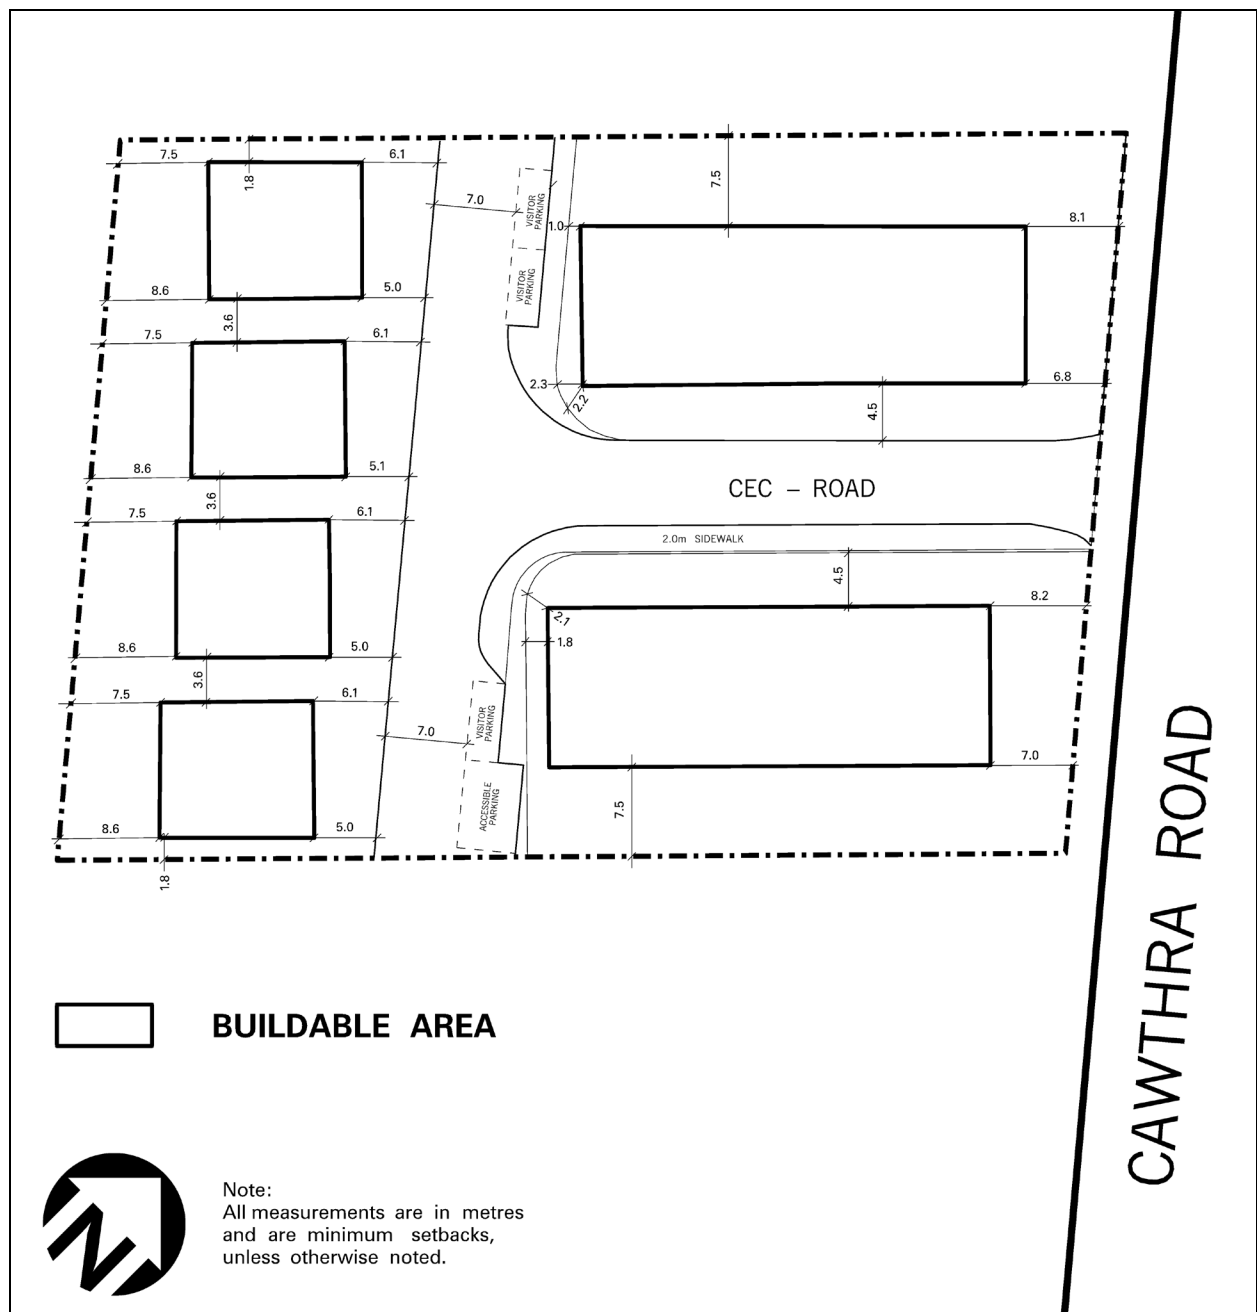 7.5
1.8
6.1
7.0
VISITOR
PARKING
7.5
1.0
8.1
VISITOR
PARKING
8.6
5.0
3.6
7.5
6.1
2.3
2.2
6.8
4.5
8.6
5.1
3.6
CEC – ROAD
7.5
6.1
2.0m SIDEWALK
4.5
8.2
2.1
1.8
8.6
5.0
3.6
7.5
6.1
7.0
VISITOR
PARKING
7.0
ACCESSIBLE
PARKING
7.5
8.6
5.0
1.8
CAWTHRA ROAD
BUILDABLE AREA
N
Note:
All measurements are in metres
and are minimum setbacks,
unless otherwise noted.